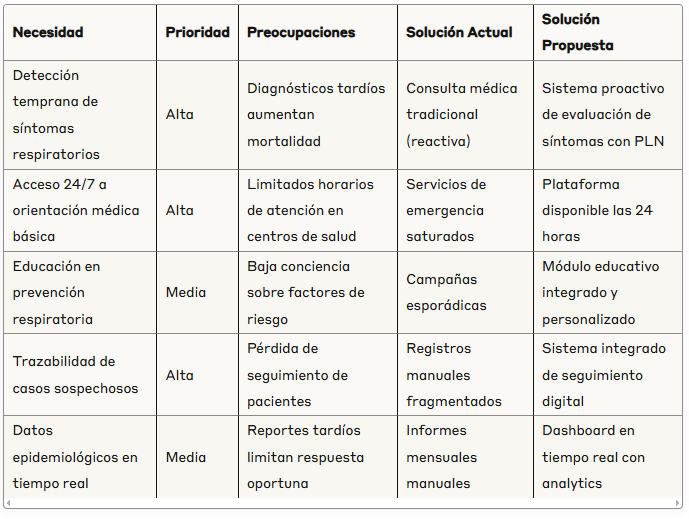 Necesidad Prioridad Preocupaciones Solución Actual Solución Propuesta
Detección temprana de síntomas respiratorios Alta Diagnósticos tardíos aumentan mortalidad Consulta médica tradicional (reactiva) Sistema proactivo de evaluación de síntomas con PLN
Acceso 24/7 a orientación médica básica Alta Limitados horarios de atención en centros de salud Servicios de emergencia saturados Plataforma disponible las 24 horas
Educación en prevención respiratoria Media Baja conciencia sobre factores de riesgo Campañas esporádicas Módulo educativo integrado y personalizado
Trazabilidad de casos sospechosos Alta Pérdida de seguimiento de pacientes Registros manuales fragmentados Sistema integrado de seguimiento digital
Datos epidemiológicos en tiempo real Media Reportes tardíos limitan respuesta oportuna Informes mensuales manuales Dashboard en tiempo real con analytics